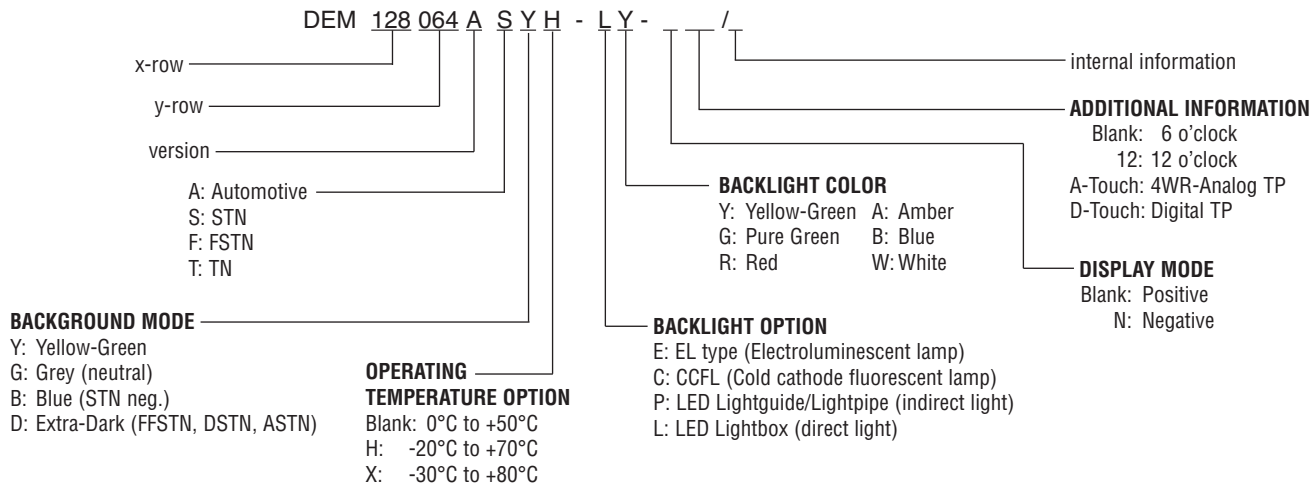 DEM 128 064 A S Y H - L Y - /
x-row
internal information
y-row
ADDITIONAL INFORMATION
Blank: 6 o'clock
12: 12 o'clock
A-Touch: 4WR-Analog TP
D-Touch: Digital TP
version
A: Automotive
S: STN
F: FSTN
T: TN
BACKLIGHT COLOR
Y: Yellow-Green A: Amber
G: Pure Green B: Blue
R: Red W: White
DISPLAY MODE
Blank: Positive
N: Negative
BACKGROUND MODE
Y: Yellow-Green
G: Grey (neutral)
B: Blue (STN neg.)
D: Extra-Dark (FFSTN, DSTN, ASTN)
OPERATING
TEMPERATURE OPTION
Blank: 0°C to +50°C
H: -20°C to +70°C
X: -30°C to +80°C
BACKLIGHT OPTION
E: EL type (Electroluminescent lamp)
C: CCFL (Cold cathode fluorescent lamp)
P: LED Lightguide/Lightpipe (indirect light)
L: LED Lightbox (direct light)